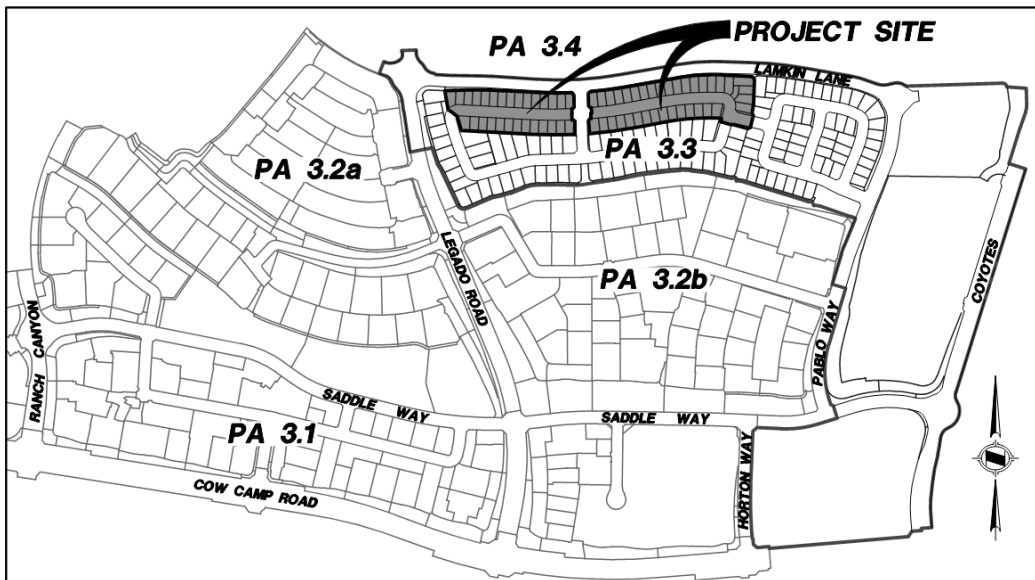 PROJECT SITE
PA 3.4
LAMKIN LANE
PA 3.3
PA 3.2a
LEGADO ROAD
COYOTES
PA 3.2b
RANCH CANYON
PABLO WAY
SADDLE WAY
SADDLE WAY
PA 3.1
HORTON WAY
COW CAMP ROAD